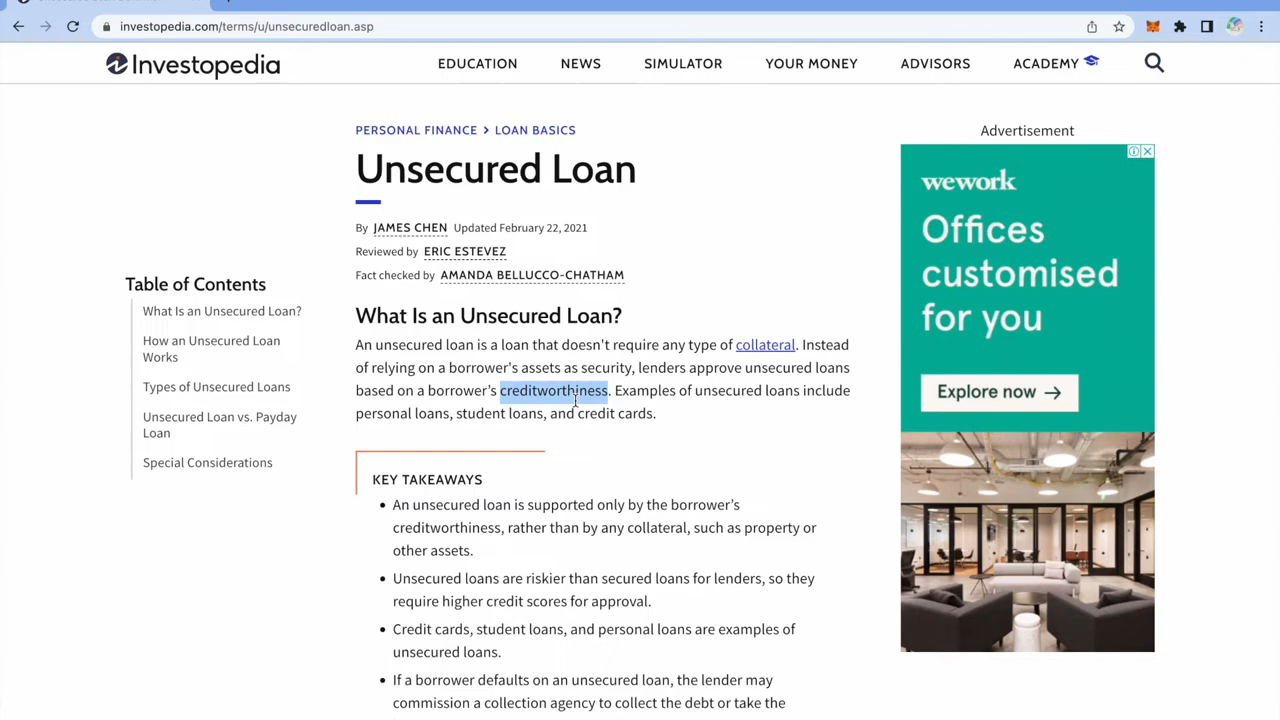 investopedia.com/terms/u/unsecuredloan.asp
Investopedia
EDUCATION NEWS SIMULATOR YOUR MONEY ADVISORS ACADEMY
PERSONAL FINANCE > LOAN BASICS
Unsecured Loan
By JAMES CHEN Updated February 22, 2021
Reviewed by ERIC ESTEVEZ
Fact checked by AMANDA BELLUCCO-CHATHAM
Table of Contents
What Is an Unsecured Loan?
How an Unsecured Loan
Works
Types of Unsecured Loans
Unsecured Loan vs. Payday
Loan
Special Considerations
What Is an Unsecured Loan?
An unsecured loan is a loan that doesn't require any type of collateral. Instead
of relying on a borrower's assets as security, lenders approve unsecured loans
based on a borrower's creditworthiness. Examples of unsecured loans include
personal loans, student loans, and credit cards.
KEY TAKEAWAYS
• An unsecured loan is supported only by the borrower's
creditworthiness, rather than by any collateral, such as property or
other assets.
• Unsecured loans are riskier than secured loans for lenders, so they
require higher credit scores for approval.
• Credit cards, student loans, and personal loans are examples of
unsecured loans.
• If a borrower defaults on an unsecured loan, the lender may
commission a collection agency to collect the debt or take the
Advertisement
wework
Offices
customised
for you
Explore now →